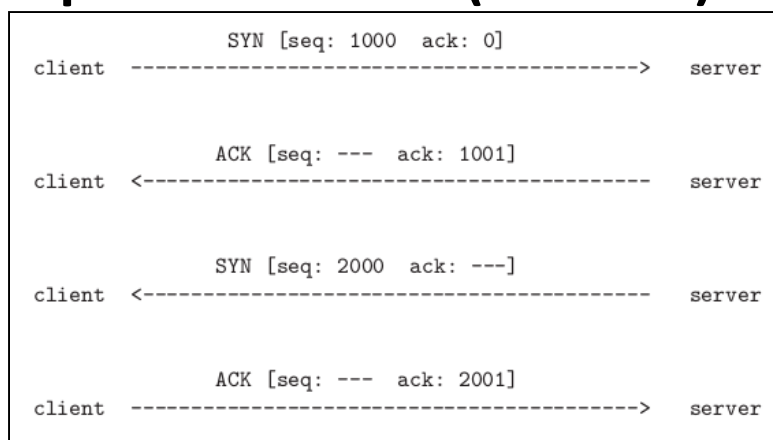 SYN [seq: 1000 ack: 0]
client -----------------------------------------> server
ACK [seq: --- ack: 1001]
client <----------------------------------------- server
SYN [seq: 2000 ack: ---]
client <----------------------------------------- server
ACK [seq: --- ack: 2001]
client -----------------------------------------> server